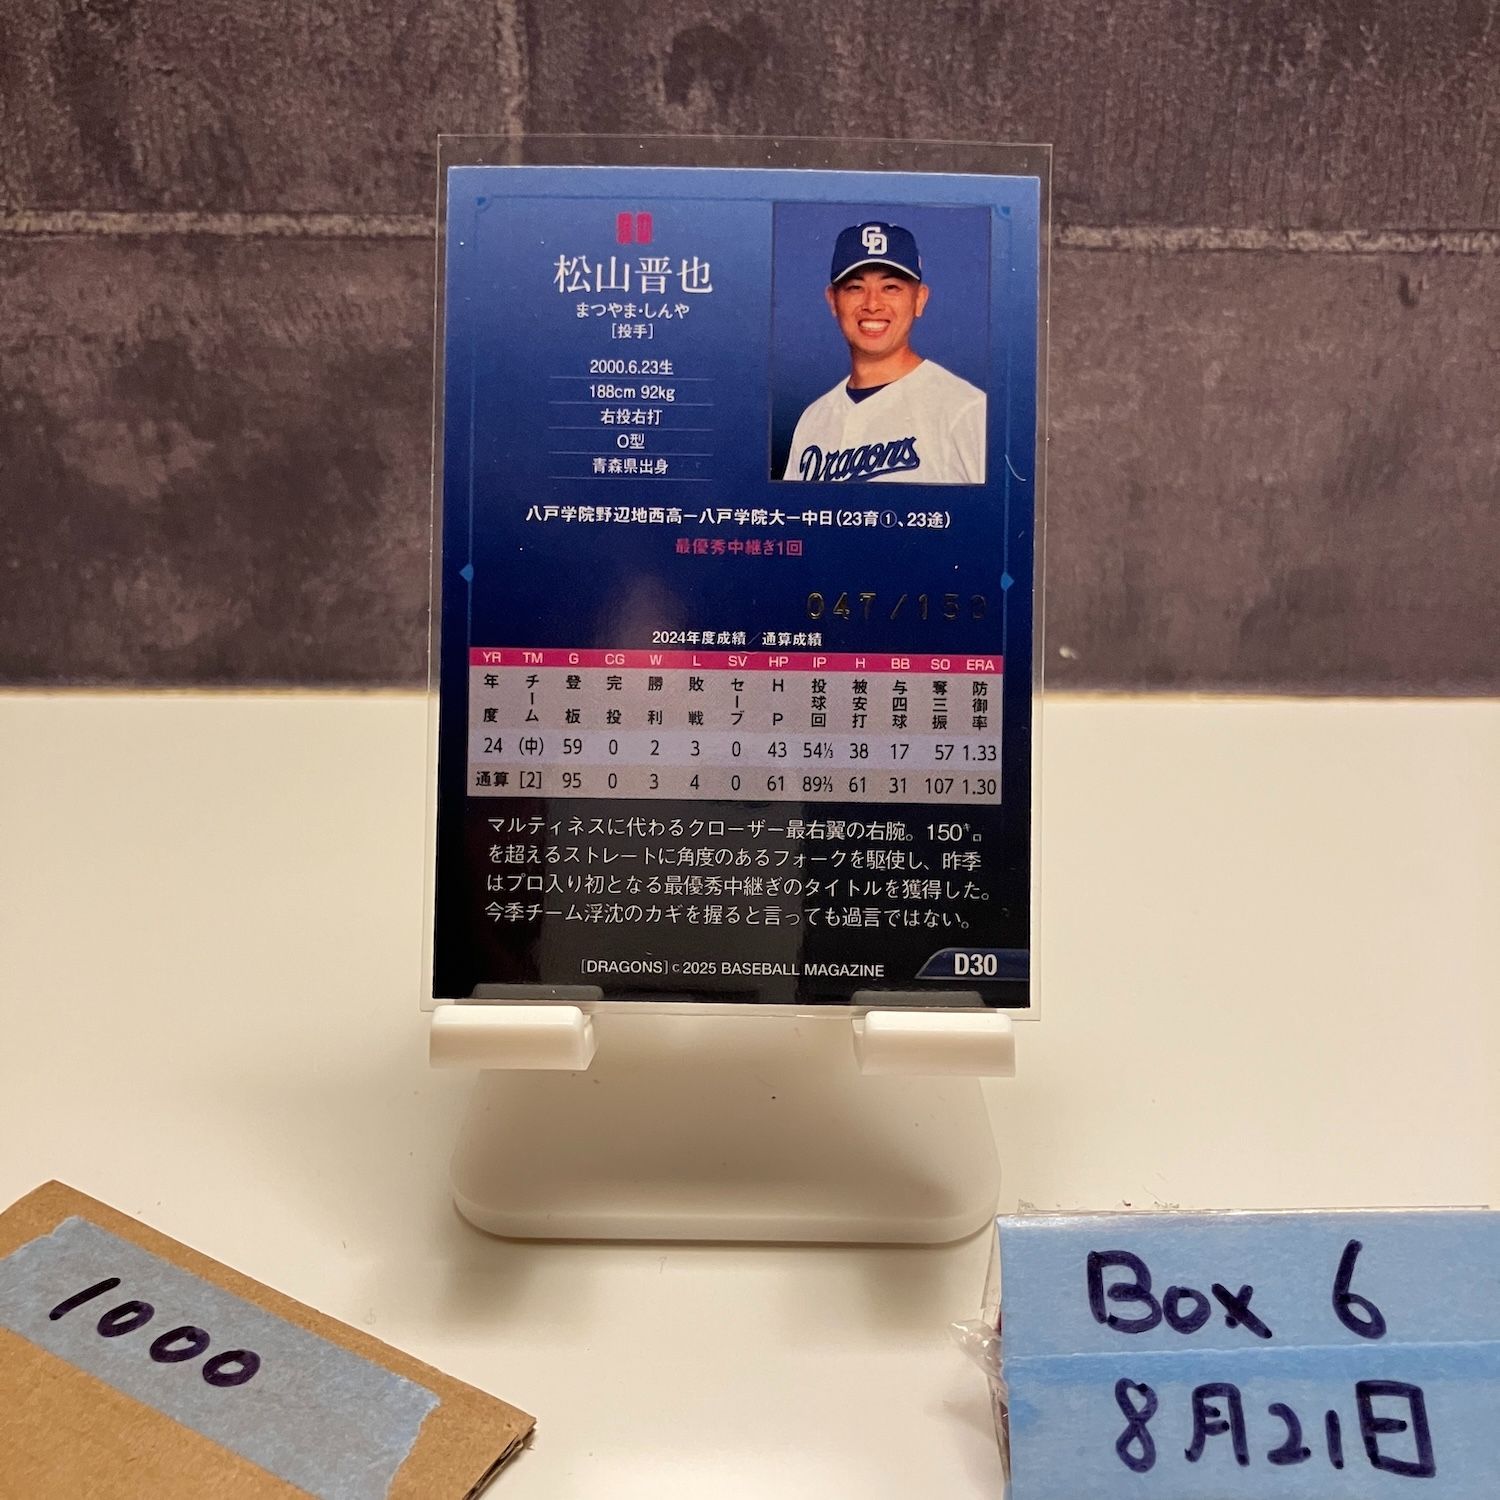 90
松山晋也
まつやま・しんや
[投手]
2000.6.23生
188cm 92kg
右投右打
O型
青森県出身
CD
Dragons
八戸学院野辺地西高ー八戸学院大ー中日(23育①、23途)
最優秀中継ぎ1回
047/150
2024年度成績/通算成績
YR TM G CG W L SV HP IP H BB SO ERA
年度 チーム 登板 完投 勝利 敗戦 セーブ HP 投球回 被安打 与四球 奪三振 防御率
24 (中) 59 0 2 3 0 43 54⅓ 38 17 57 1.33
通算 [2] 95 0 3 4 0 61 89⅔ 61 31 107 1.30
マルティネスに代わるクローザー最右翼の右腕。150㌔
を超えるストレートに角度のあるフォークを駆使し、昨季
はプロ入り初となる最優秀中継ぎのタイトルを獲得した。
今季チーム浮沈のカギを握ると言っても過言ではない。
[DRAGONS] c 2025 BASEBALL MAGAZINE
D30
1000
Box 6
8月21日